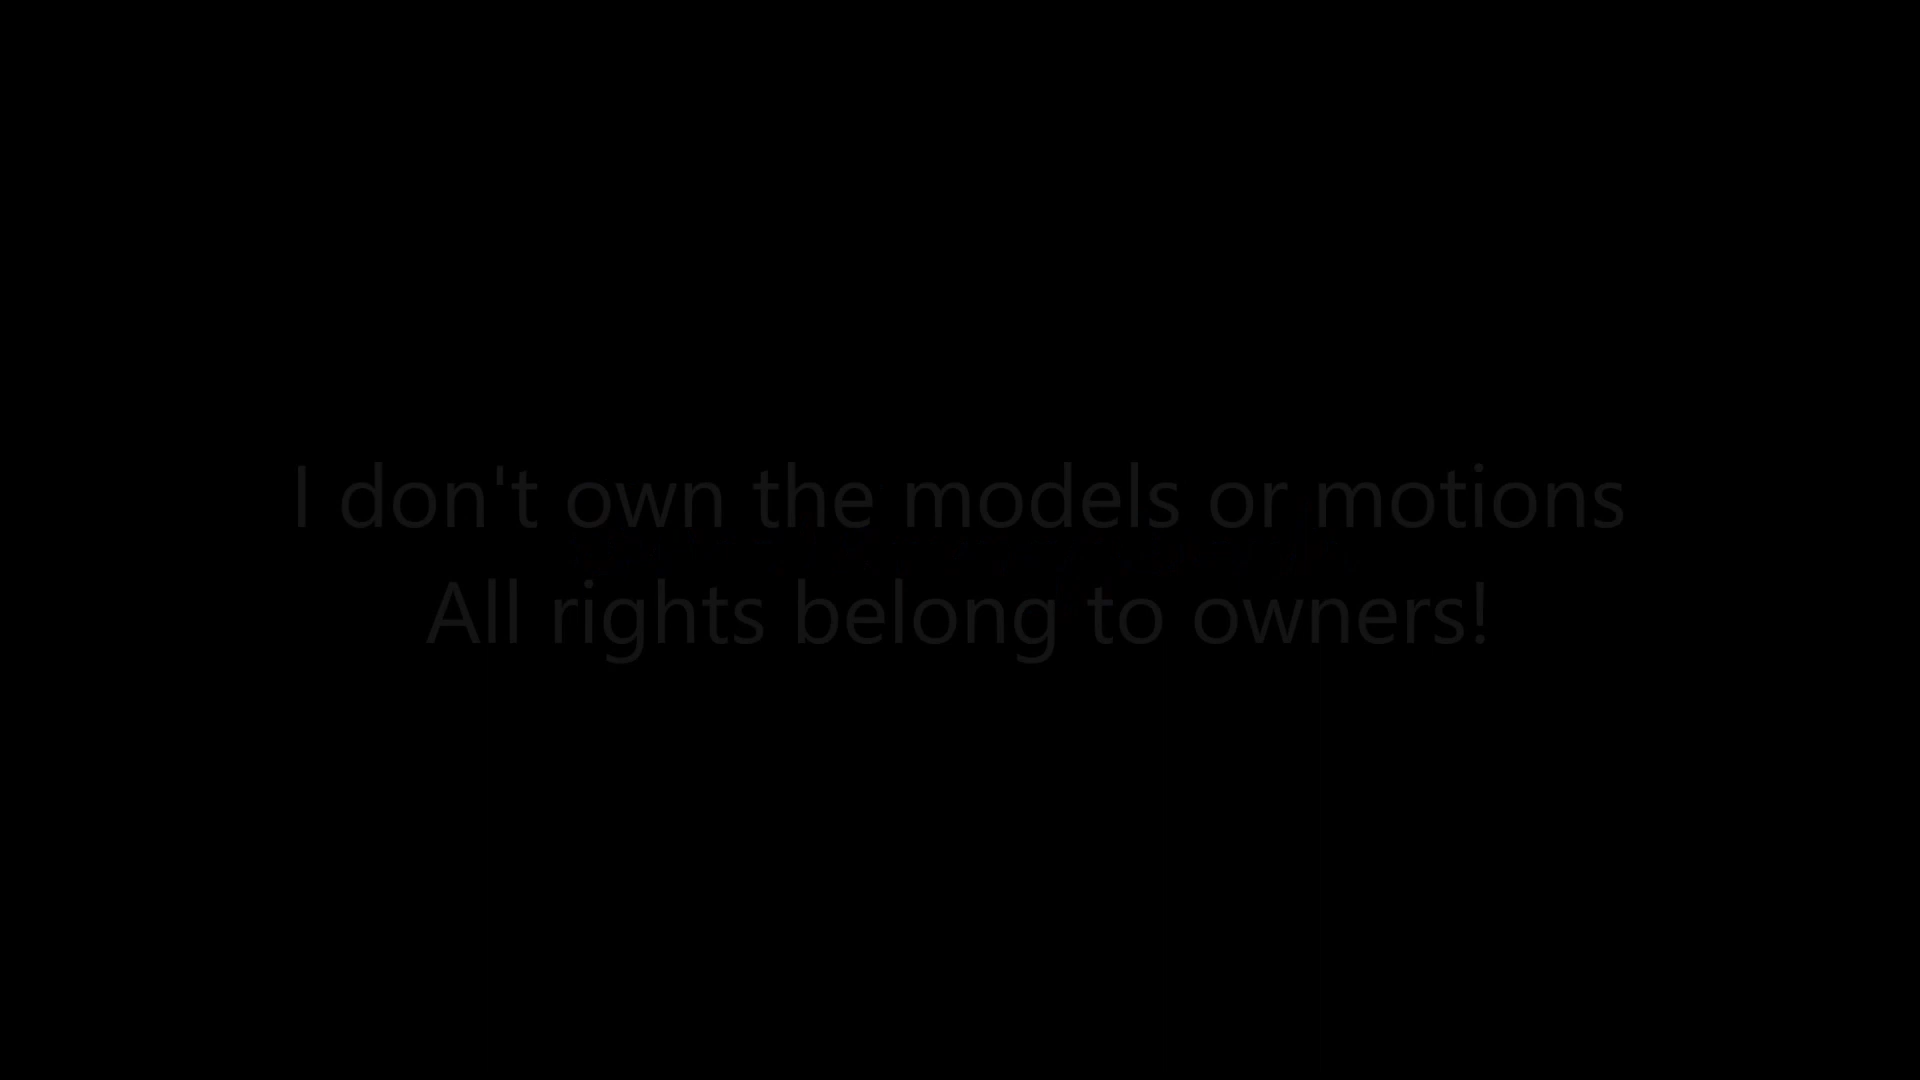 I don't own the models or motions
All rights belong to owners!